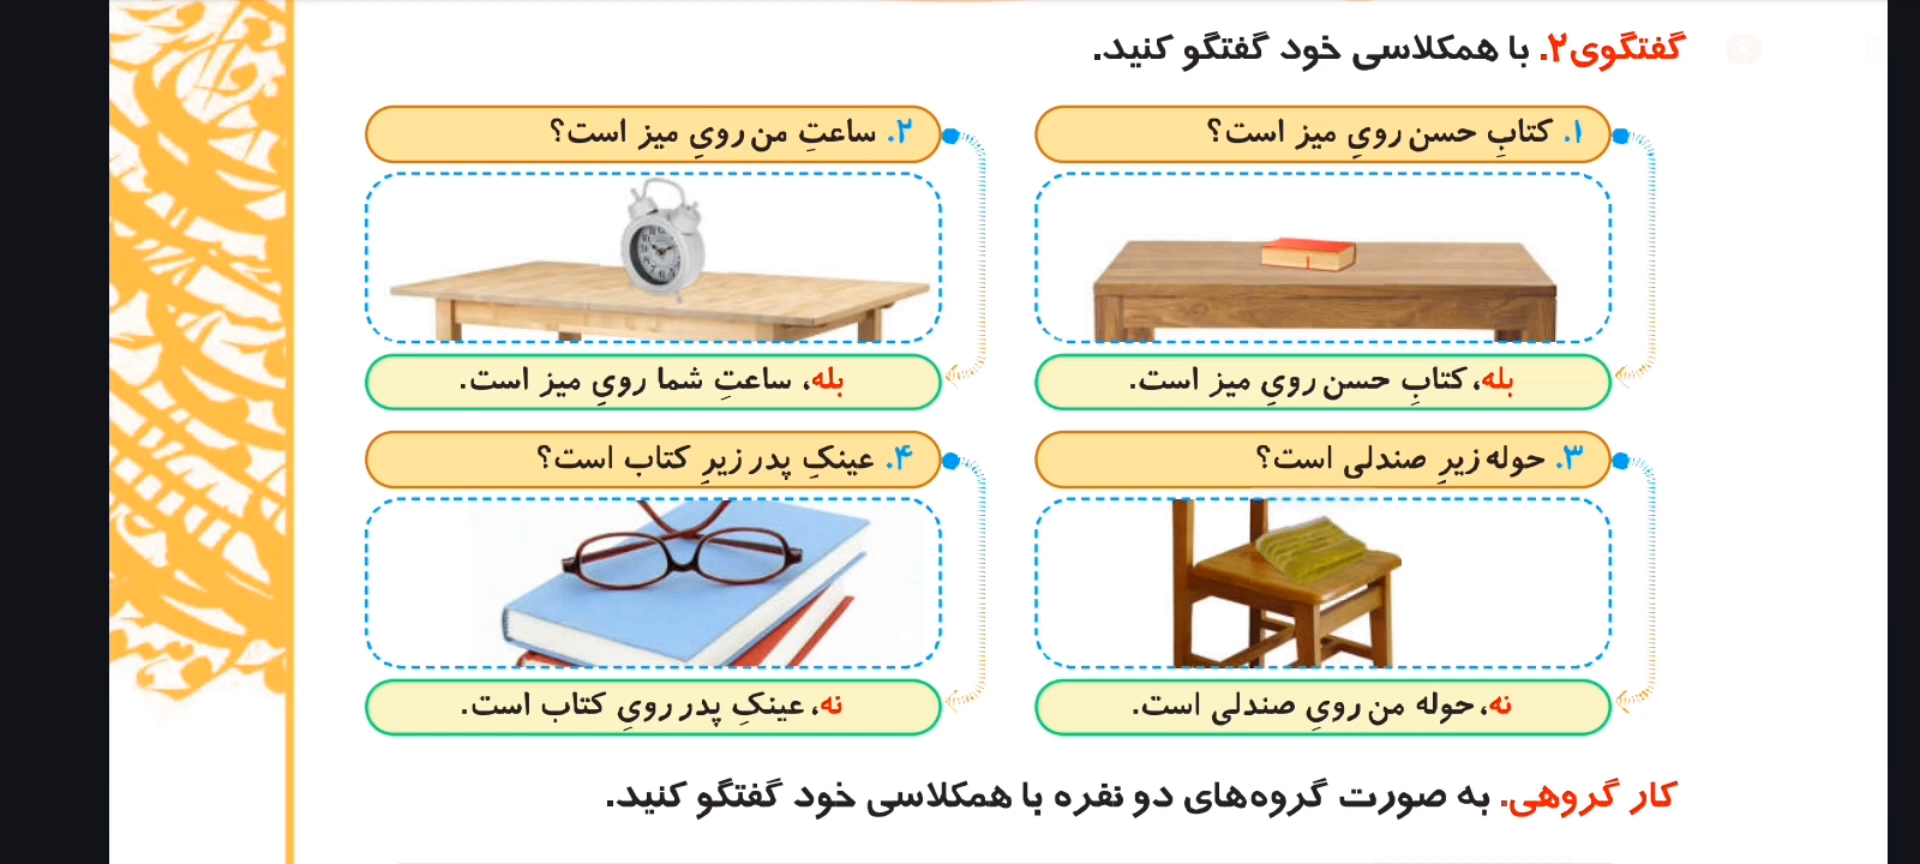 گفتگوی۲. با همکلاسی خود گفتگو کنید.
۱. کتابِ حسن رویِ میز است؟
بله، کتابِ حسن رویِ میز است.
۲. ساعتِ من رویِ میز است؟
بله، ساعتِ شما رویِ میز است.
۳. حوله زیرِ صندلی است؟
نه، حوله من رویِ صندلی است.
۴. عینکِ پدر زیرِ کتاب است؟
نه، عینکِ پدر رویِ کتاب است.
کار گروهی. به صورت گروه‌های دو نفره با همکلاسی خود گفتگو کنید.